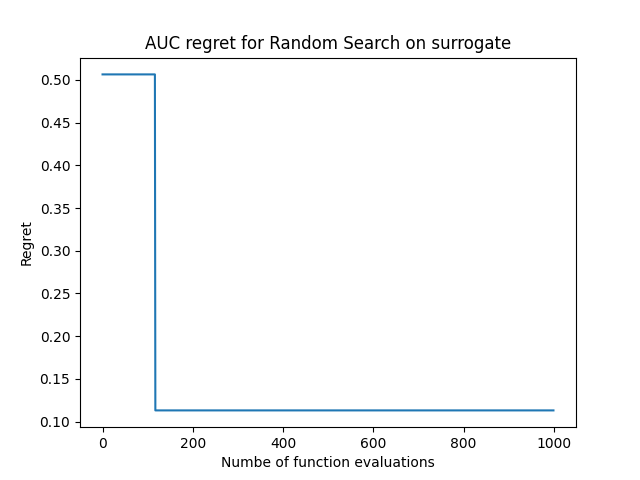 AUC regret for Random Search on surrogate
0.50
0.45
0.40
0.35
0.30
0.25
0.20
0.15
0.10
Regret
0 200 400 600 800 1000
Numbe of function evaluations